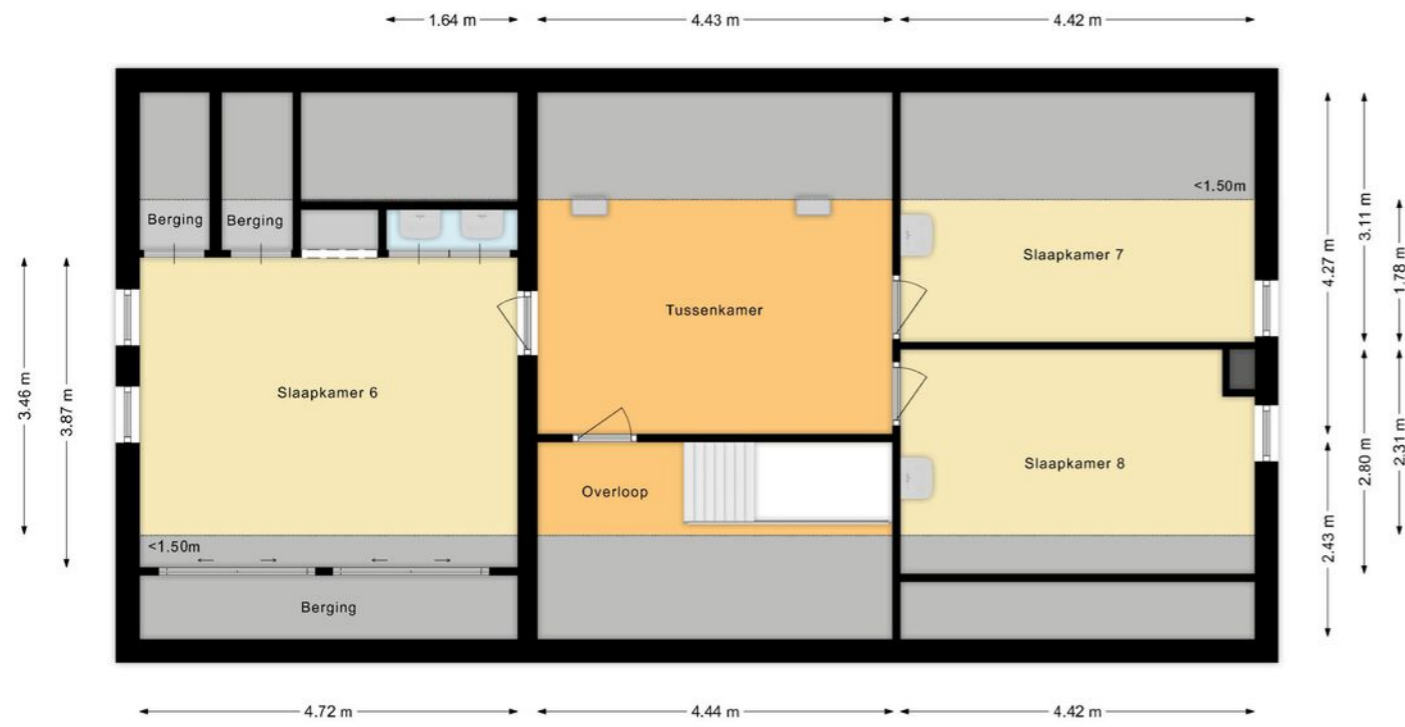 1.64 m
4.43 m
4.42 m
<1.50m
Berging
Berging
Slaapkamer 7
Tussenkamer
Slaapkamer 6
Slaapkamer 8
Overloop
<1.50m
Berging
3.46 m
3.87 m
4.27 m
3.11 m
1.78 m
2.43 m
2.80 m
2.31 m
4.72 m
4.44 m
4.42 m